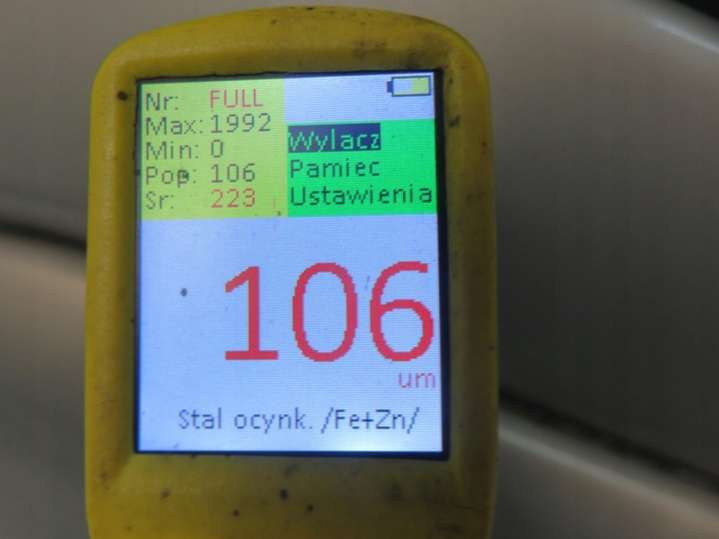 Nr: FULL
Max: 1992
Min: 0
Pop: 106
Sr: 223
Wylacz
Pamiec
Ustawienia
106
um
Stal ocynk. /Fe+Zn/